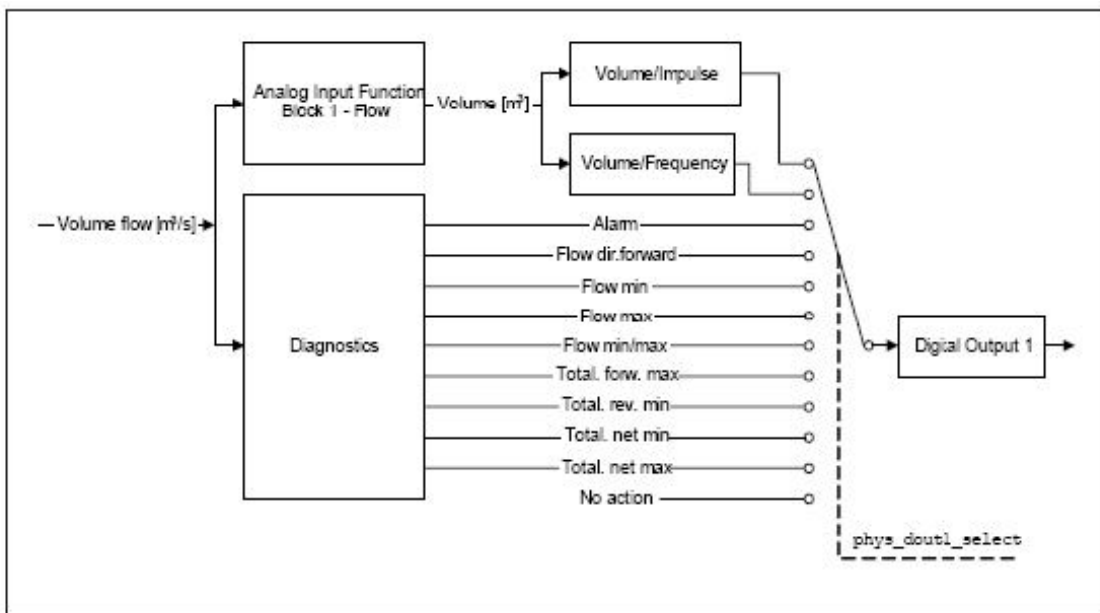 Analog Input Function
Block 1 - Flow
Volume [m³]
Volume/Impulse
Volume/Frequency
Volume flow [m³/s]
Diagnostics
Alarm
Flow dir.forward
Flow min
Flow max
Flow min/max
Total. forw. max
Total. rev. min
Total. net min
Total. net max
No action
Digital Output 1
phys_dout1_select